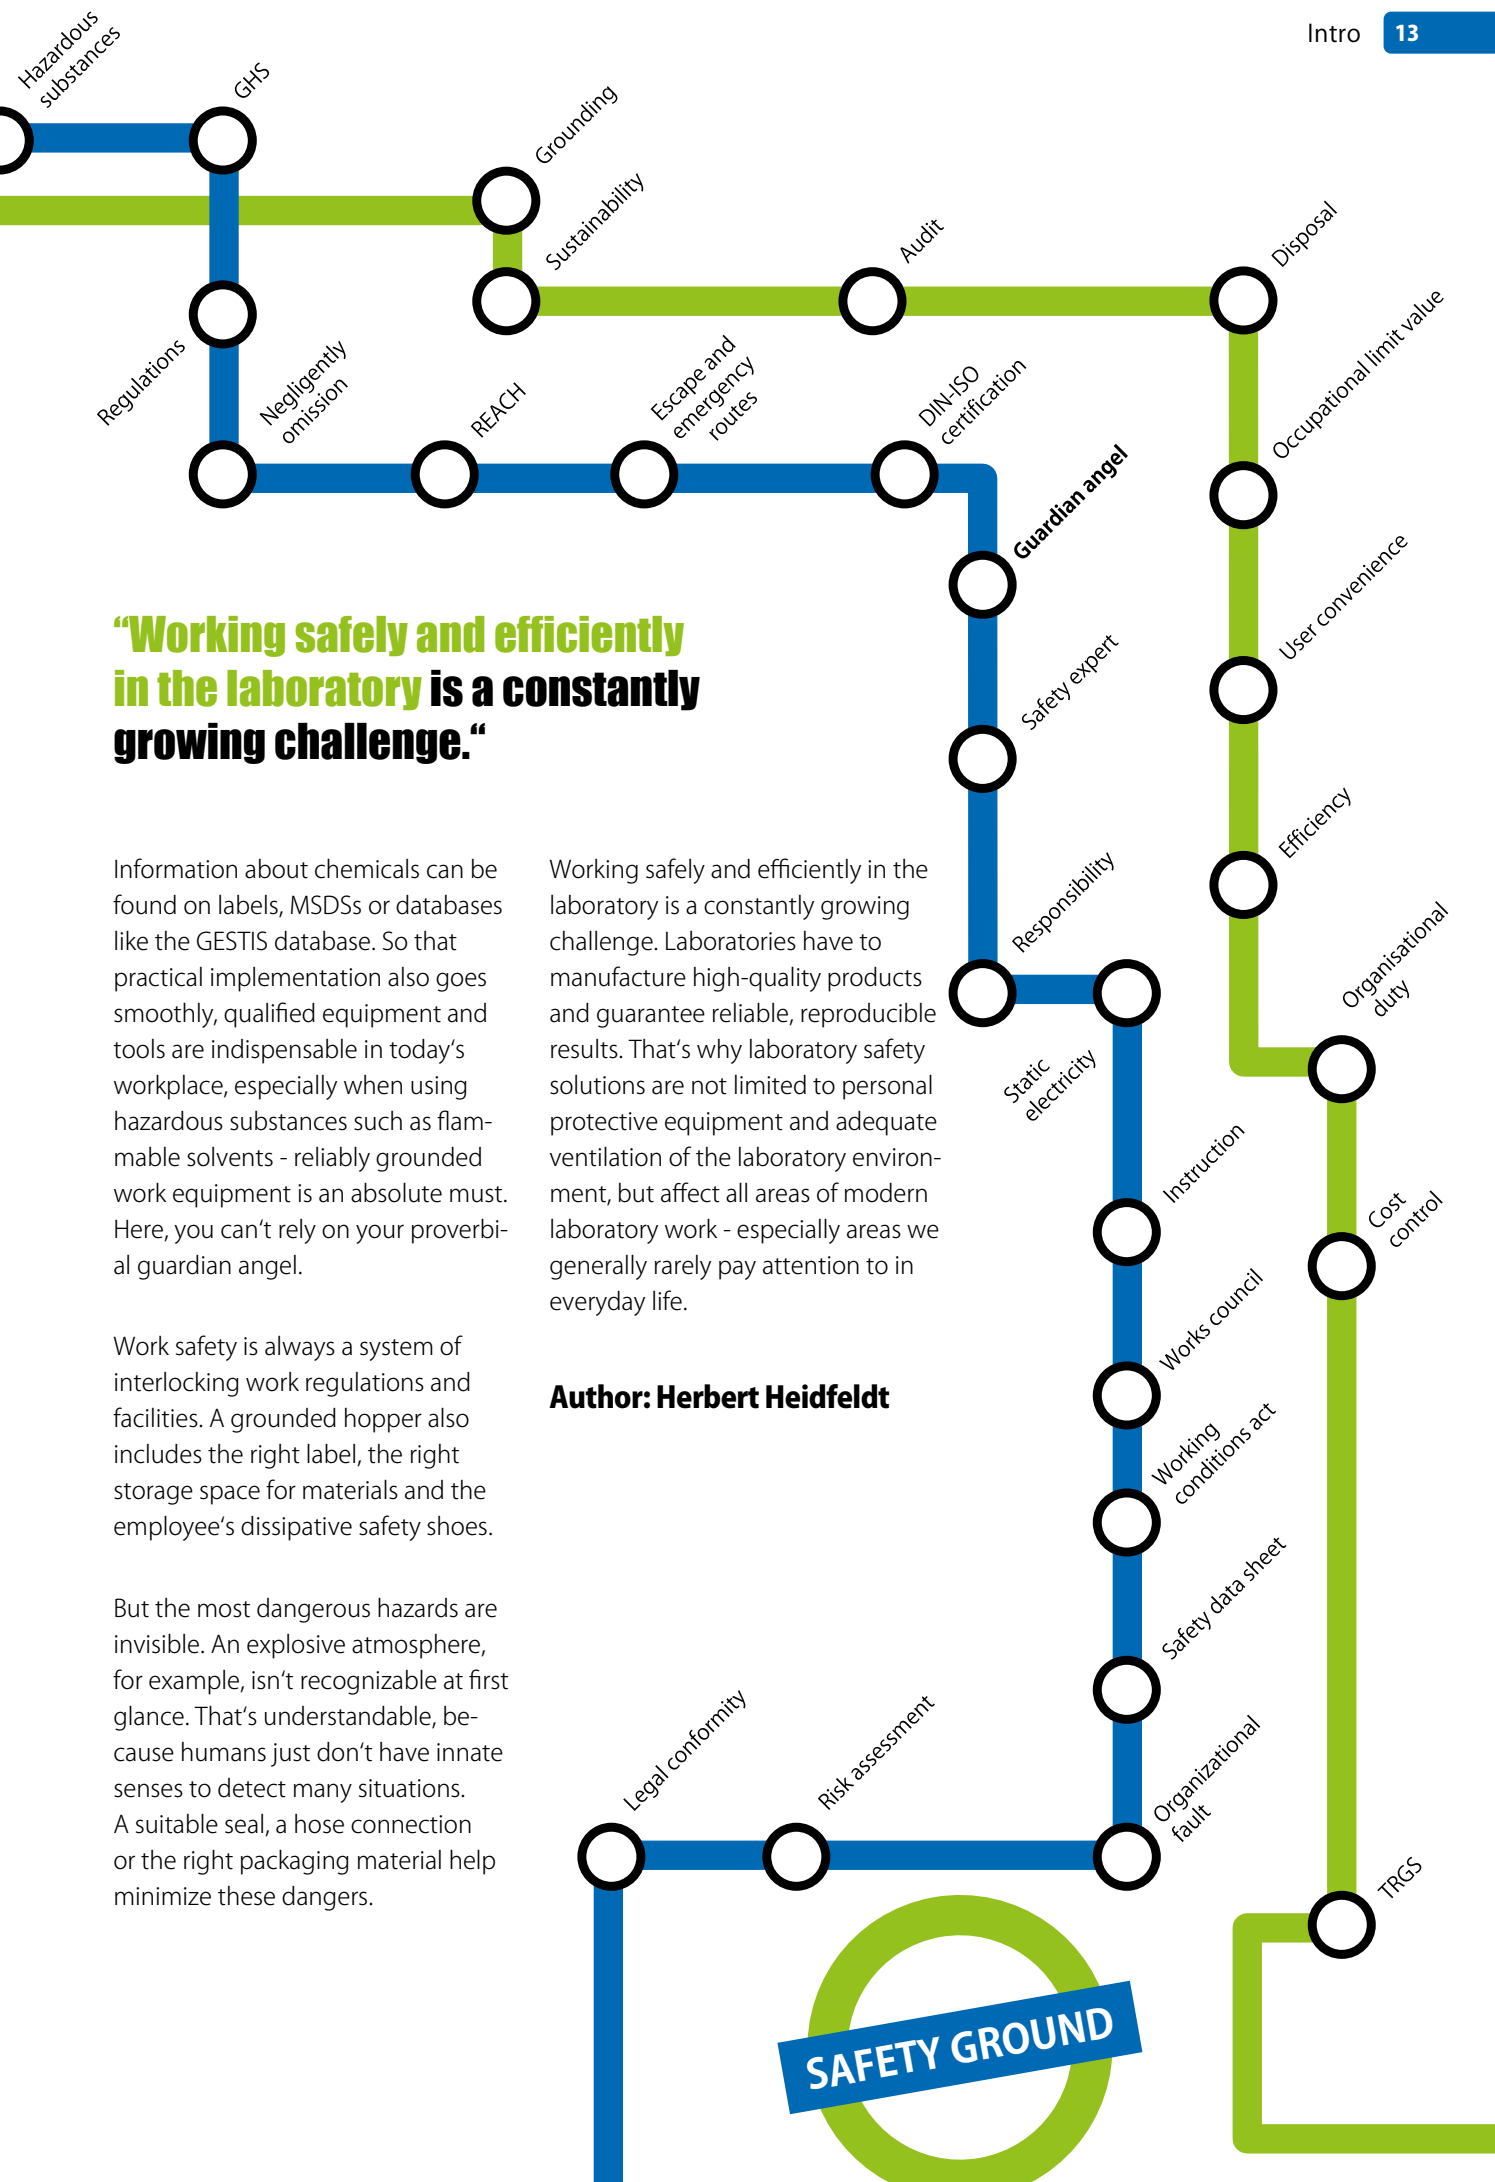 Intro 13
Hazardous
substances
GHS
Grounding
Sustainability
Audit
Disposal
Regulations
Negligently
omission
REACH
Escape and
emergency
routes
DIN-ISO
certification
Occupational limit value
Guardian angel
User convenience
Safety expert
Efficiency
Responsibility
Organisational
duty
Static
electricity
Instruction
Cost
control
Works council
Working
conditions act
Safety data sheet
Organizational
fault
Risk assessment
Legal conformity
TRGS
“Working safely and efficiently
in the laboratory is a constantly
growing challenge.“
Information about chemicals can be
found on labels, MSDSs or databases
like the GESTIS database. So that
practical implementation also goes
smoothly, qualified equipment and
tools are indispensable in today‘s
workplace, especially when using
hazardous substances such as flam-
mable solvents - reliably grounded
work equipment is an absolute must.
Here, you can‘t rely on your proverbi-
al guardian angel.
Work safety is always a system of
interlocking work regulations and
facilities. A grounded hopper also
includes the right label, the right
storage space for materials and the
employee‘s dissipative safety shoes.
But the most dangerous hazards are
invisible. An explosive atmosphere,
for example, isn‘t recognizable at first
glance. That‘s understandable, be-
cause humans just don‘t have innate
senses to detect many situations.
A suitable seal, a hose connection
or the right packaging material help
minimize these dangers.
Working safely and efficiently in the
laboratory is a constantly growing
challenge. Laboratories have to
manufacture high-quality products
and guarantee reliable, reproducible
results. That‘s why laboratory safety
solutions are not limited to personal
protective equipment and adequate
ventilation of the laboratory environ-
ment, but affect all areas of modern
laboratory work - especially areas we
generally rarely pay attention to in
everyday life.
Author: Herbert Heidfeldt
SAFETY GROUND